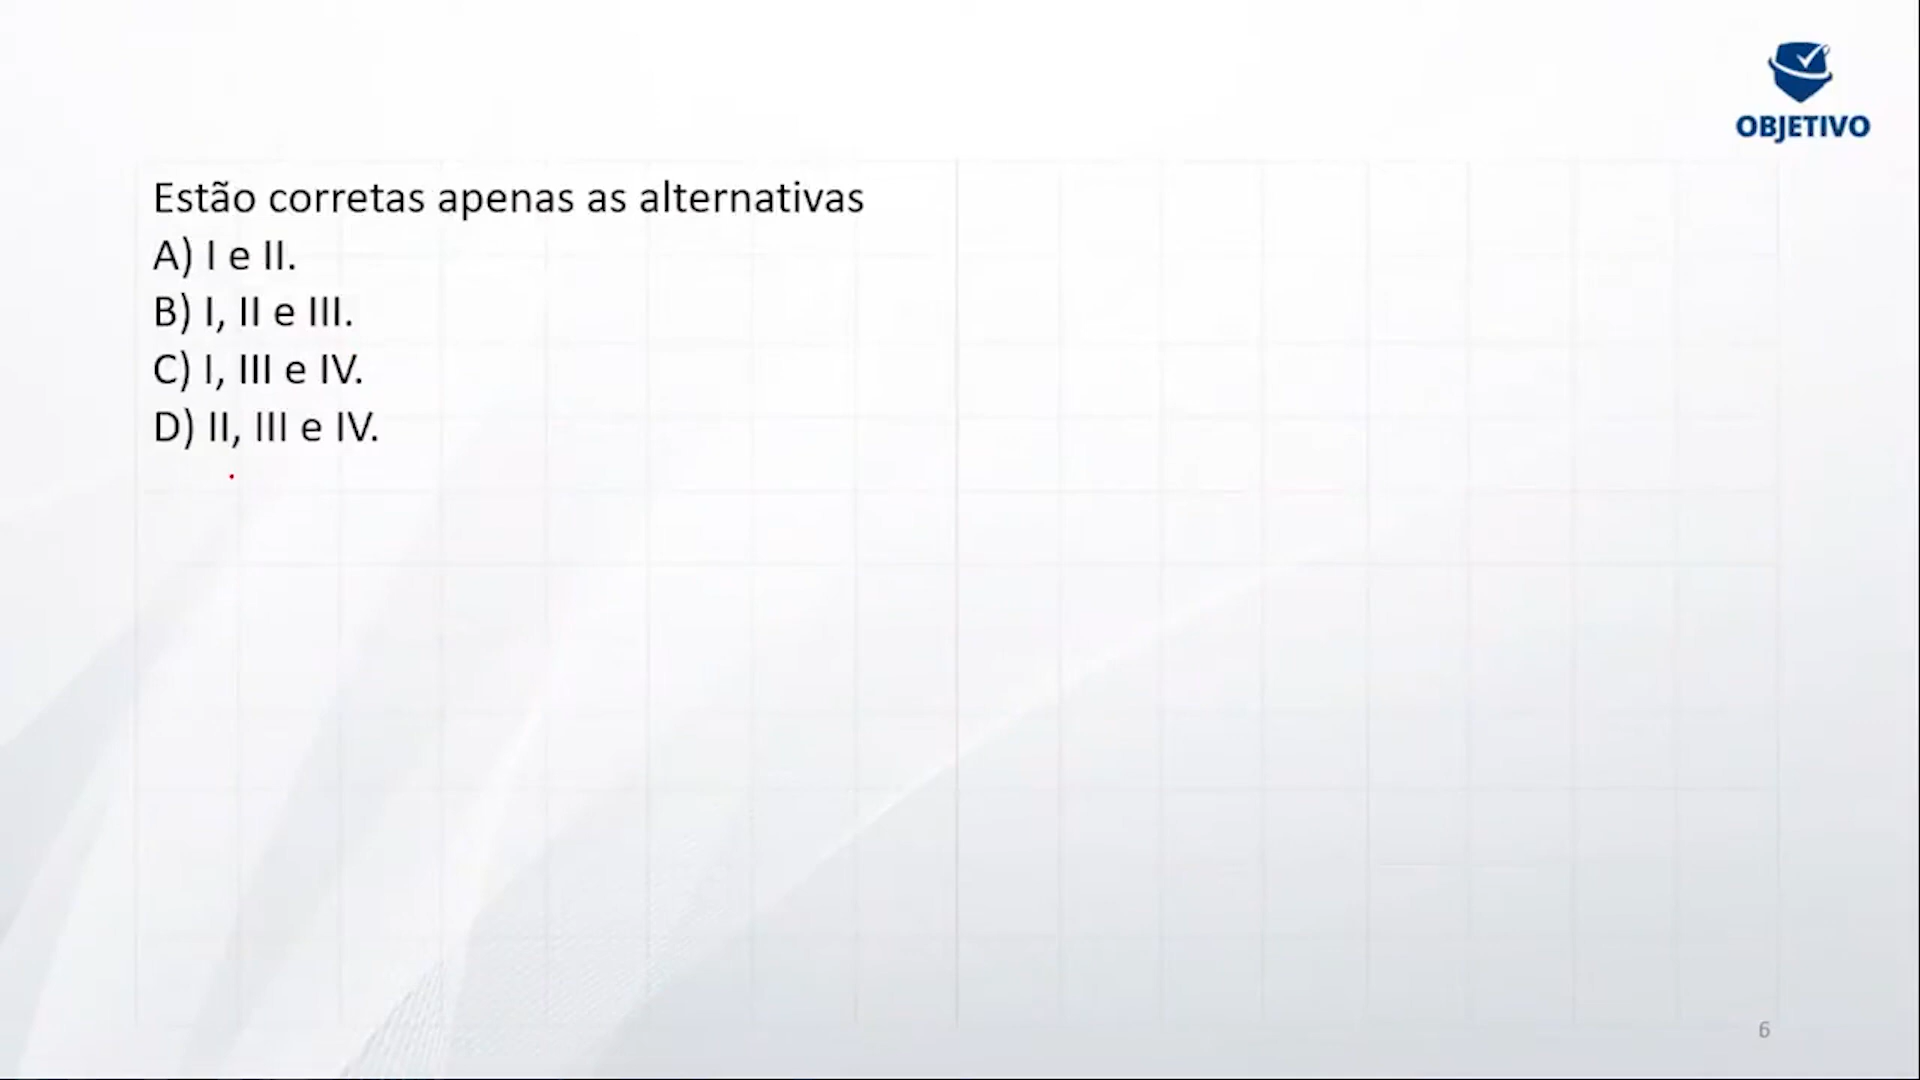 OBJETIVO
Estão corretas apenas as alternativas
A) I e II.
B) I, II e III.
C) I, III e IV.
D) II, III e IV.
6